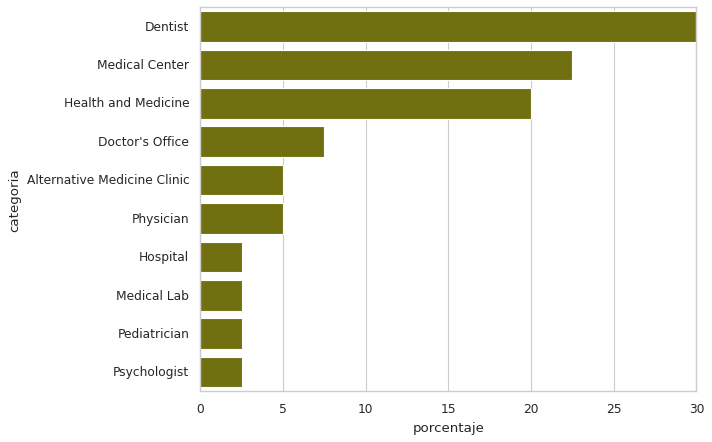 Dentist
Medical Center
Health and Medicine
Doctor's Office
Alternative Medicine Clinic
Physician
Hospital
Medical Lab
Pediatrician
Psychologist
categoria
0 5 10 15 20 25 30
porcentaje